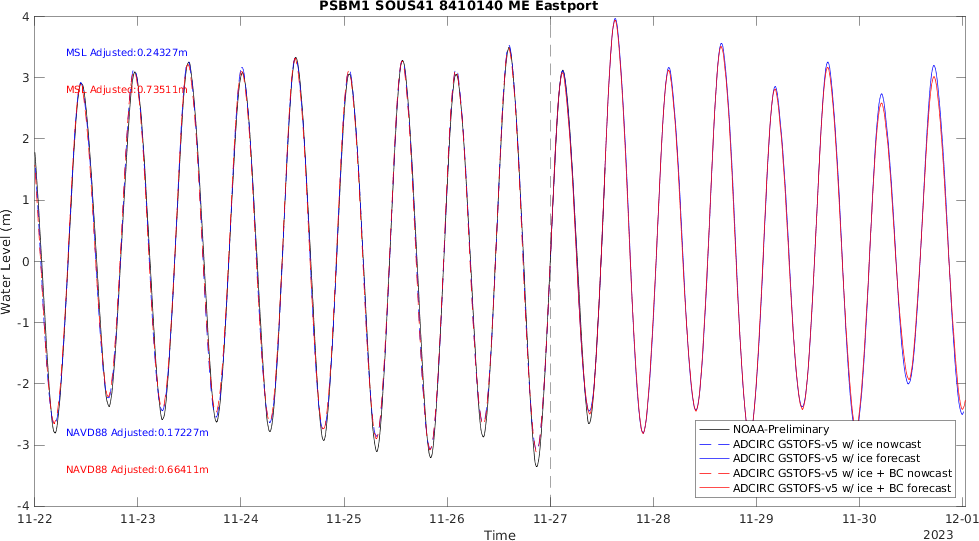 PSBM1 SOUS41 8410140 ME Eastport
4
MSL Adjusted:0.24327m
3
MSL Adjusted:0.73511m
2
1
0
-1
-2
-3
-4
Water Level (m)
NAVD88 Adjusted:0.17227m
NAVD88 Adjusted:0.66411m
NOAA-Preliminary
ADCIRC GSTOFS-v5 w/ ice nowcast
ADCIRC GSTOFS-v5 w/ ice forecast
ADCIRC GSTOFS-v5 w/ ice + BC nowcast
ADCIRC GSTOFS-v5 w/ ice + BC forecast
11-22 11-23 11-24 11-25 11-26 11-27 11-28 11-29 11-30 12-01
Time
2023